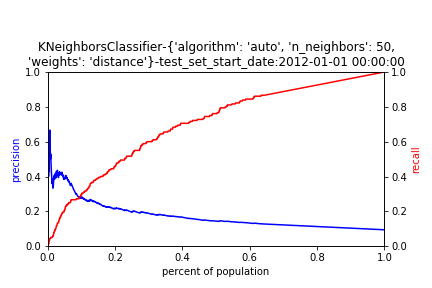 KNeighborsClassifier-{'algorithm': 'auto', 'n_neighbors': 50,
'weights': 'distance'}-test_set_start_date:2012-01-01 00:00:00
1.0
0.8
0.6
0.4
0.2
0.0
precision
1.0
0.8
0.6
0.4
0.2
0.0
recall
0.0 0.2 0.4 0.6 0.8 1.0
percent of population